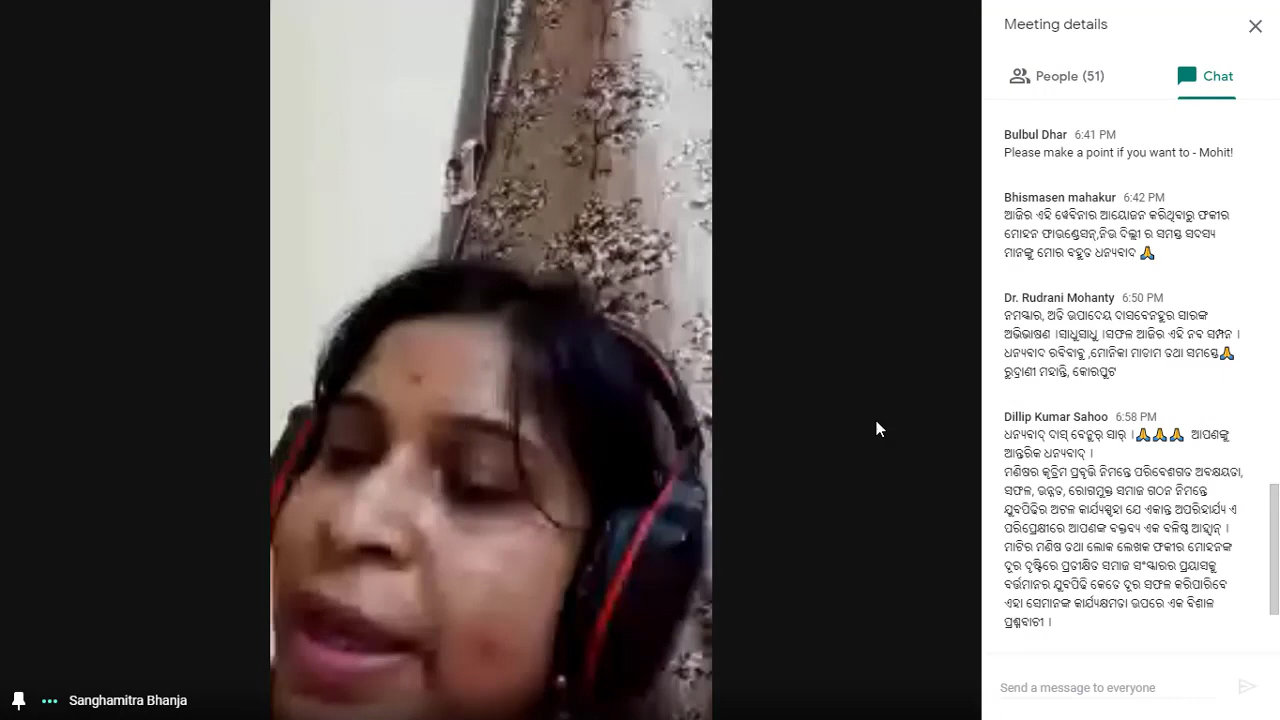 Meeting details
People (51)
Chat
Bulbul Dhar 6:41 PM
Please make a point if you want to - Mohit!
Bhismasen mahakur 6:42 PM
ଆଜିର ଏହି ୱେବିନାର ଆୟୋଜନ କରିଥିବାରୁ ଫକୀର
ମୋହନ ଫାଉଣ୍ଡେସନ୍,ନିଉ ଦିଲ୍ଲୀ ର ସମସ୍ତ ସଦସ୍ୟ
ମାନଙ୍କୁ ମୋର ବହୁତ ଧନ୍ୟବାଦ 🙏
Dr. Rudrani Mohanty 6:50 PM
ନମସ୍କାର, ଅତି ଉପାଦେୟ ଦାସବେନହୁର ସାରଙ୍କ
ଅଭିଭାଷଣ ।ସାଧୁସାଧୁ ।ସଫଳ ଆଜିର ଏହି ନବ ସମ୍ପନ ।
ଧନ୍ୟବାଦ ରବିବାବୁ ,ମୋନିକା ମାଡାମ ତଥା ସମସ୍ତେ🙏
ରୁଦ୍ରାଣୀ ମହାନ୍ତି, କୋରାପୁଟ
Dillip Kumar Sahoo 6:58 PM
ଧନ୍ୟବାଦ୍ ଦାସ୍ ବେନୁର୍ ସାର୍ ।🙏🙏🙏 ଆପଣଙ୍କୁ
ଆନ୍ତରିକ ଧନ୍ୟବାଦ୍ ।
ମଣିଷର କୃତ୍ରିମ ପ୍ରବୃତ୍ତି ନିମନ୍ତେ ପରିବେଶଗତ ଅବକ୍ଷୟତା,
ସଫଳ, ଉନ୍ନତ, ରୋଗମୁକ୍ତ ସମାଜ ଗଠନ ନିମନ୍ତେ
ଯୁବପିଢିର ଅଟଳ କାର୍ଯ୍ୟସ୍ପୃହା ଯେ ଏକାନ୍ତ ଅପରିହାର୍ଯ୍ୟ ଏ
ପରିପ୍ରେକ୍ଷୀରେ ଆପଣଙ୍କ ବକ୍ତବ୍ୟ ଏକ ବଳିଷ୍ଠ ଆହ୍ୱାନ୍ ।
ମାଟିର ମଣିଷ ତଥା ଲୋକ ଲେଖକ ଫକୀର ମୋହନଙ୍କ
ଦୂର ଦୃଷ୍ଟିରେ ପ୍ରତୀକ୍ଷିତ ସମାଜ ସଂସ୍କାରର ପ୍ରୟାସକୁ
ବର୍ତ୍ତମାନର ଯୁବପିଢି କେତେ ଦୂର ସଫଳ କରିପାରିବେ
ଏହା ସେମାନଙ୍କ କାର୍ଯ୍ୟକ୍ଷମତା ଉପରେ ଏକ ବିଶାଳ
ପ୍ରଶ୍ନବାଚୀ ।
Send a message to everyone
Sanghamitra Bhanja